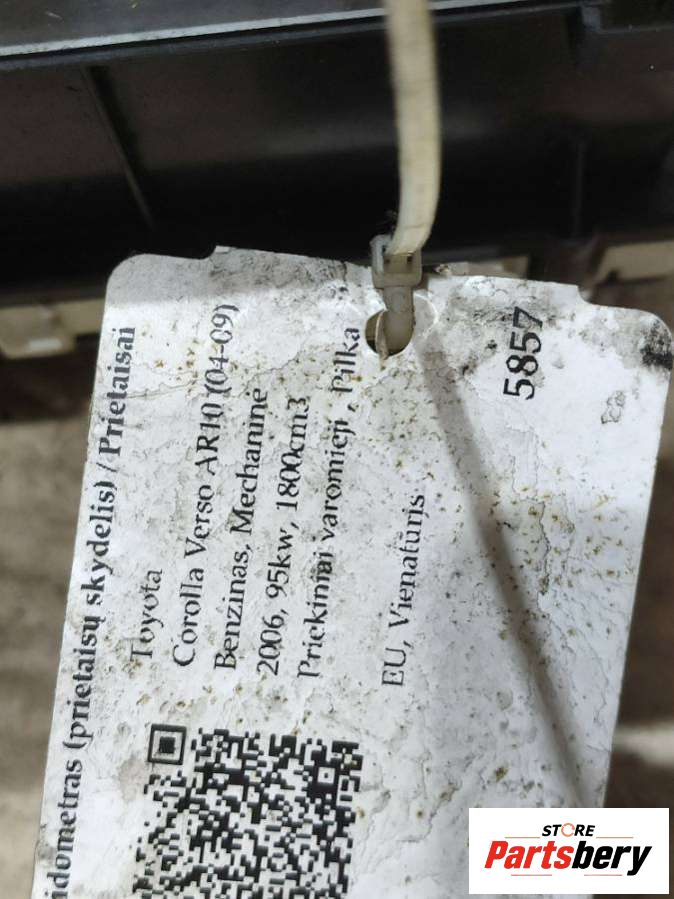 idometras (prietaisų skydelis) / Prietaisai
Toyota
Corolla Verso AR10 (04-09)
Benzinas, Mechaninė
2006, 95kw, 1800cm3
Priekiniai varomieji , Pilka
EU, Vienatūris
5857
STORE
Partsbery